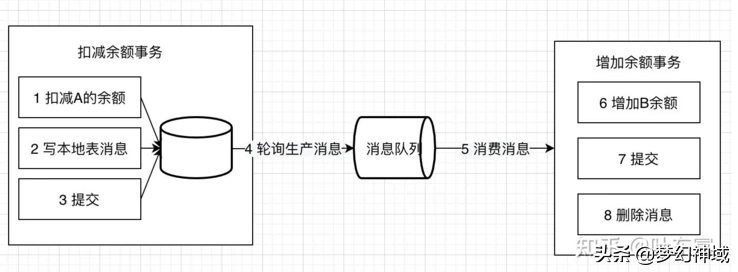 扣减余额事务
1 扣减A的余额
2 写本地表消息
3 提交
4 轮询生产消息
消息队列
5 消费消息
增加余额事务
6 增加B余额
7 提交
8 删除消息
头条 @梦幻神域